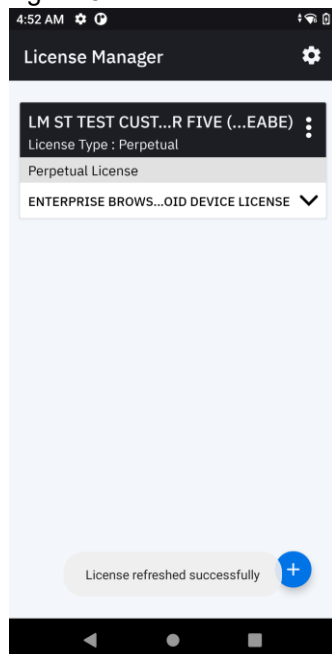 4:52 AM
License Manager
LM ST TEST CUST...R FIVE (...EABE)
License Type : Perpetual
Perpetual License
ENTERPRISE BROWS...OID DEVICE LICENSE
License refreshed successfully
+